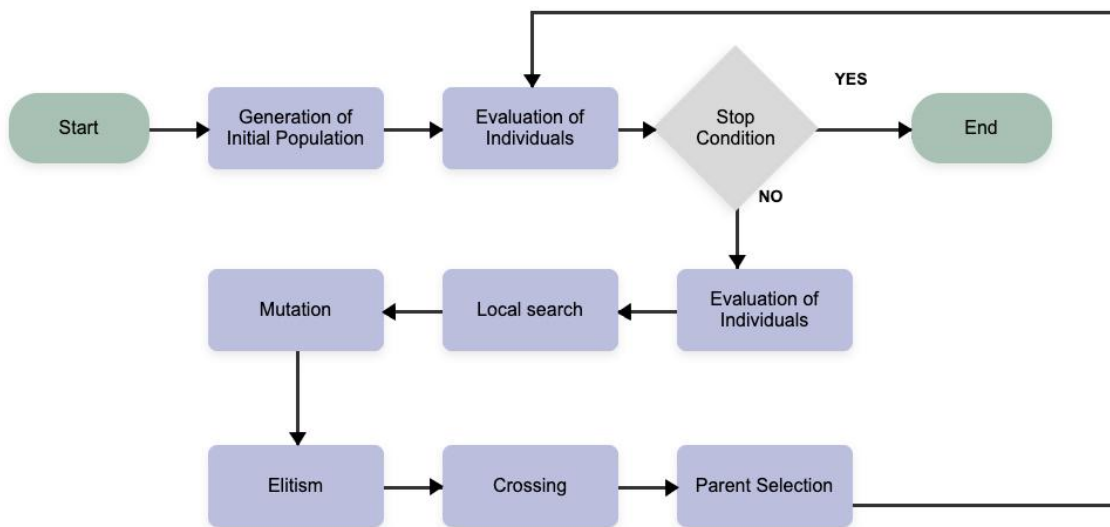 YES
Start
Generation of
Initial Population
Evaluation of
Individuals
Stop
Condition
End
NO
Mutation
Local search
Evaluation of
Individuals
Elitism
Crossing
Parent Selection